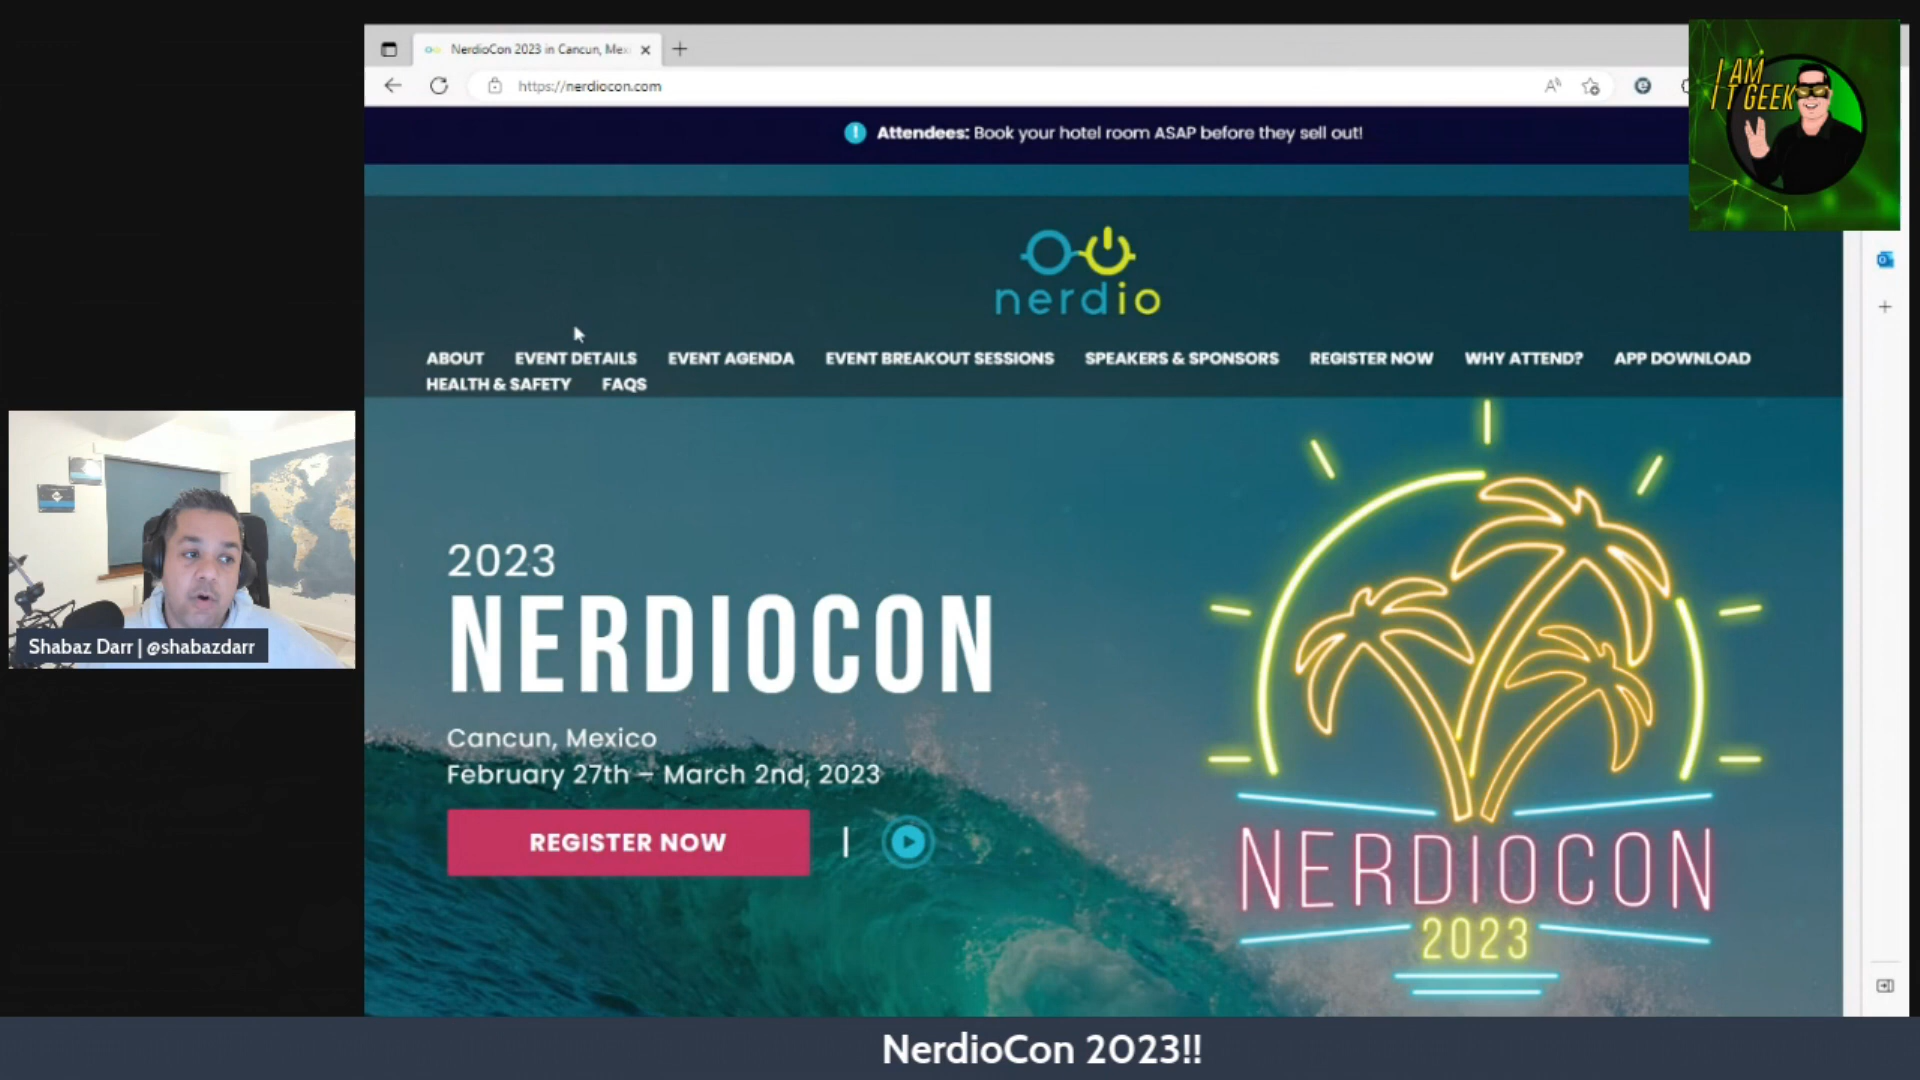 NerdioCon 2023 in Cancun, Mexi
https://nerdiocon.com
Attendees: Book your hotel room ASAP before they sell out!
I AM
IT GEEK
nerdio
ABOUT EVENT DETAILS EVENT AGENDA EVENT BREAKOUT SESSIONS SPEAKERS & SPONSORS REGISTER NOW WHY ATTEND? APP DOWNLOAD
HEALTH & SAFETY FAQS
2023
NERDIOCON
Cancun, Mexico
February 27th – March 2nd, 2023
REGISTER NOW
NERDIOCON
2023
Shabaz Darr | @shabazdarr
NerdioCon 2023!!